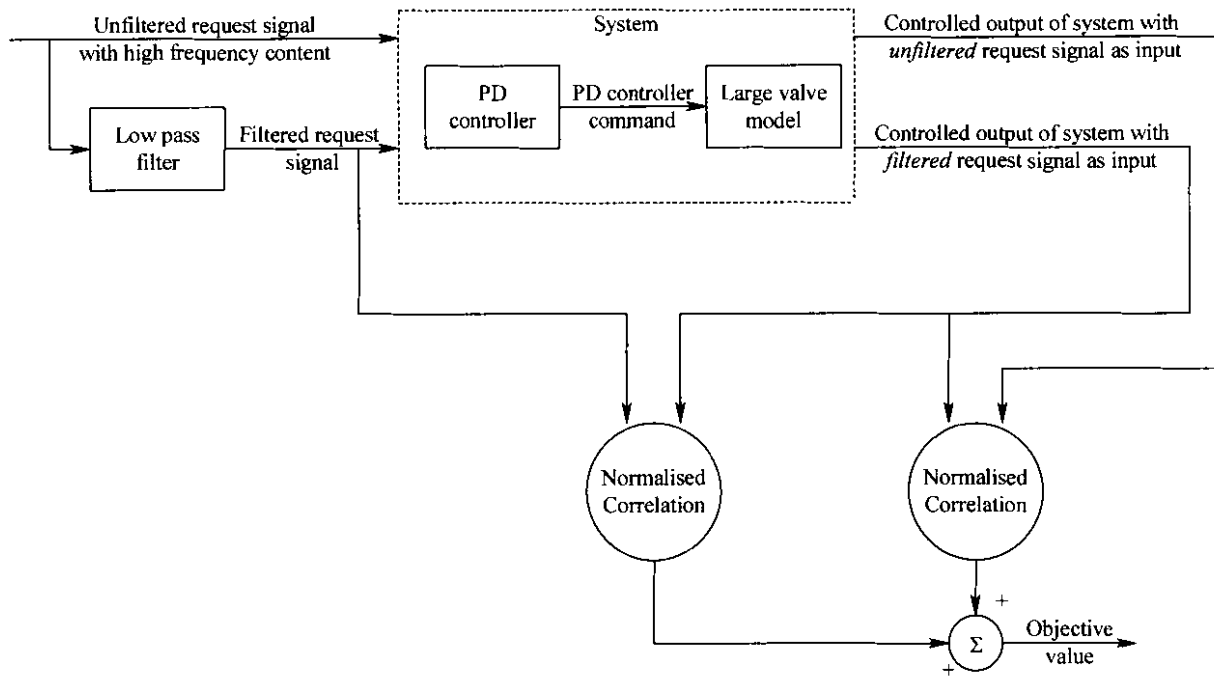 Unfiltered request signal
with high frequency content
System
Controlled output of system with
unfiltered request signal as input
PD
controller
PD controller
command
Large valve
model
Low pass
filter
Filtered request
signal
Controlled output of system with
filtered request signal as input
Normalised
Correlation
Normalised
Correlation
+
Σ
+
Objective
value